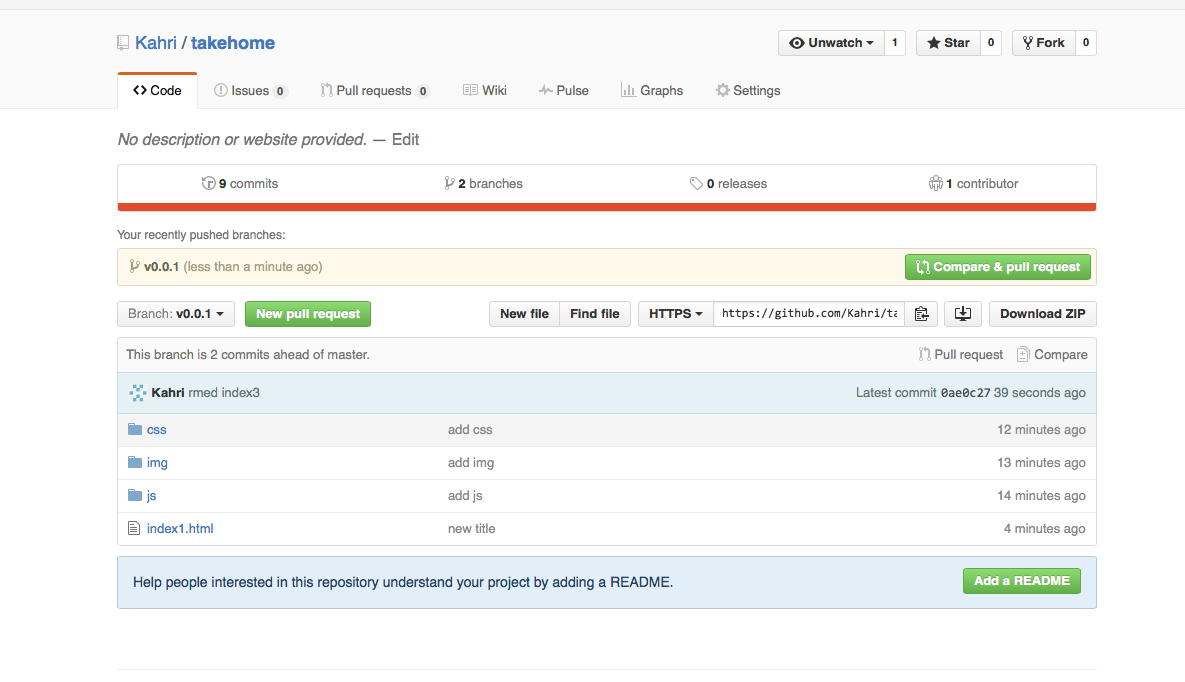 Kahri / takehome
Unwatch 1 Star 0 Fork 0
Code Issues 0 Pull requests 0 Wiki Pulse Graphs Settings
No description or website provided. — Edit
9 commits 2 branches 0 releases 1 contributor
Your recently pushed branches:
v0.0.1 (less than a minute ago) Compare & pull request
Branch: v0.0.1 New pull request New file Find file HTTPS https://github.com/Kahri/ta Download ZIP
This branch is 2 commits ahead of master. Pull request Compare
Kahri rmed index3 Latest commit 0ae0c27 39 seconds ago
css add css 12 minutes ago
img add img 13 minutes ago
js add js 14 minutes ago
index1.html new title 4 minutes ago
Help people interested in this repository understand your project by adding a README. Add a README